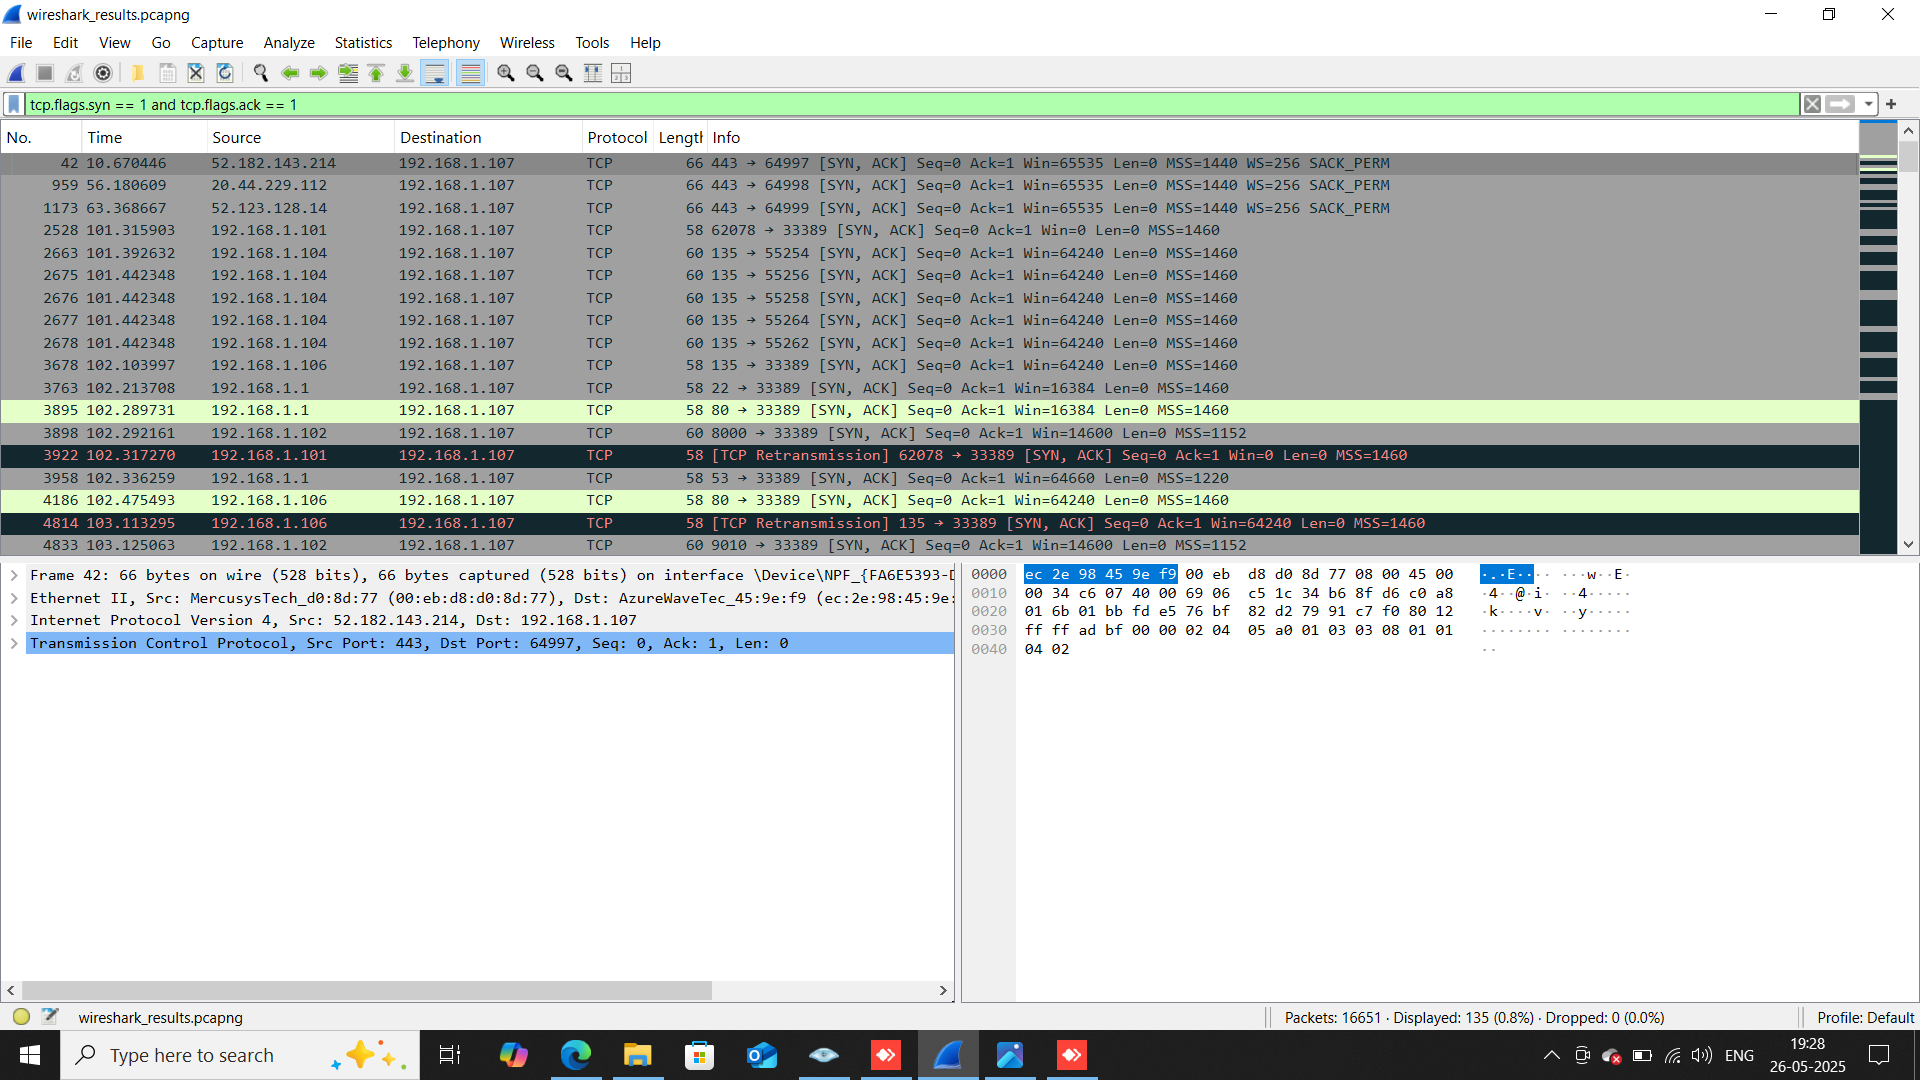 wireshark_results.pcapng
File Edit View Go Capture Analyze Statistics Telephony Wireless Tools Help
tcp.flags.syn == 1 and tcp.flags.ack == 1
No. Time Source Destination Protocol Length Info
42 10.670446 52.182.143.214 192.168.1.107 TCP 66 443 → 64997 [SYN, ACK] Seq=0 Ack=1 Win=65535 Len=0 MSS=1440 WS=256 SACK_PERM
959 56.180609 20.44.229.112 192.168.1.107 TCP 66 443 → 64998 [SYN, ACK] Seq=0 Ack=1 Win=65535 Len=0 MSS=1440 WS=256 SACK_PERM
1173 63.368667 52.123.128.14 192.168.1.107 TCP 66 443 → 64999 [SYN, ACK] Seq=0 Ack=1 Win=65535 Len=0 MSS=1440 WS=256 SACK_PERM
2528 101.315903 192.168.1.101 192.168.1.107 TCP 58 62078 → 33389 [SYN, ACK] Seq=0 Ack=1 Win=0 Len=0 MSS=1460
2663 101.392632 192.168.1.104 192.168.1.107 TCP 60 135 → 55254 [SYN, ACK] Seq=0 Ack=1 Win=64240 Len=0 MSS=1460
2675 101.442348 192.168.1.104 192.168.1.107 TCP 60 135 → 55256 [SYN, ACK] Seq=0 Ack=1 Win=64240 Len=0 MSS=1460
2676 101.442348 192.168.1.104 192.168.1.107 TCP 60 135 → 55258 [SYN, ACK] Seq=0 Ack=1 Win=64240 Len=0 MSS=1460
2677 101.442348 192.168.1.104 192.168.1.107 TCP 60 135 → 55264 [SYN, ACK] Seq=0 Ack=1 Win=64240 Len=0 MSS=1460
2678 101.442348 192.168.1.104 192.168.1.107 TCP 60 135 → 55262 [SYN, ACK] Seq=0 Ack=1 Win=64240 Len=0 MSS=1460
3678 102.103997 192.168.1.106 192.168.1.107 TCP 58 135 → 33389 [SYN, ACK] Seq=0 Ack=1 Win=64240 Len=0 MSS=1460
3763 102.213708 192.168.1.1 192.168.1.107 TCP 58 22 → 33389 [SYN, ACK] Seq=0 Ack=1 Win=16384 Len=0 MSS=1460
3895 102.289731 192.168.1.1 192.168.1.107 TCP 58 80 → 33389 [SYN, ACK] Seq=0 Ack=1 Win=16384 Len=0 MSS=1460
3898 102.292161 192.168.1.102 192.168.1.107 TCP 60 8000 → 33389 [SYN, ACK] Seq=0 Ack=1 Win=14600 Len=0 MSS=1152
3922 102.317270 192.168.1.101 192.168.1.107 TCP 58 [TCP Retransmission] 62078 → 33389 [SYN, ACK] Seq=0 Ack=1 Win=0 Len=0 MSS=1460
3958 102.336259 192.168.1.1 192.168.1.107 TCP 58 53 → 33389 [SYN, ACK] Seq=0 Ack=1 Win=64660 Len=0 MSS=1220
4186 102.475493 192.168.1.106 192.168.1.107 TCP 58 80 → 33389 [SYN, ACK] Seq=0 Ack=1 Win=64240 Len=0 MSS=1460
4814 103.113295 192.168.1.106 192.168.1.107 TCP 58 [TCP Retransmission] 135 → 33389 [SYN, ACK] Seq=0 Ack=1 Win=64240 Len=0 MSS=1460
4833 103.125063 192.168.1.102 192.168.1.107 TCP 60 9010 → 33389 [SYN, ACK] Seq=0 Ack=1 Win=14600 Len=0 MSS=1152
Frame 42: 66 bytes on wire (528 bits), 66 bytes captured (528 bits) on interface \Device\NPF_{FA6E5393-D
Ethernet II, Src: MercusysTech_d0:8d:77 (00:eb:d8:d0:8d:77), Dst: AzureWaveTec_45:9e:f9 (ec:2e:98:45:9e:
Internet Protocol Version 4, Src: 52.182.143.214, Dst: 192.168.1.107
Transmission Control Protocol, Src Port: 443, Dst Port: 64997, Seq: 0, Ack: 1, Len: 0
0000 ec 2e 98 45 9e f9 00 eb d8 d0 8d 77 08 00 45 00 ·.·E···· ···w··E·
0010 00 34 c6 07 40 00 69 06 c5 1c 34 b6 8f d6 c0 a8 ·4··@·i· ··4·····
0020 01 6b 01 bb fd e5 76 bf 82 d2 79 91 c7 f0 80 12 ·k····v· ··y·····
0030 ff ff ad bf 00 00 02 04 05 a0 01 03 03 08 01 01 ········ ········
0040 04 02 ··
wireshark_results.pcapng
Packets: 16651 · Displayed: 135 (0.8%) · Dropped: 0 (0.0%)
Profile: Default
Type here to search
ENG
19:28
26-05-2025